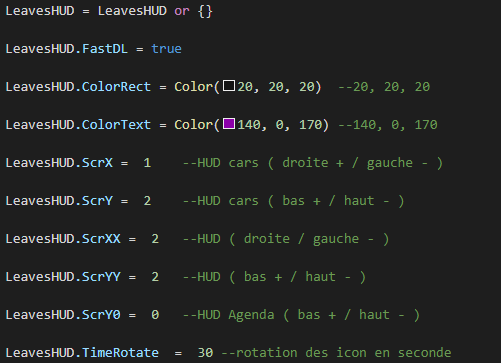 LeavesHUD = LeavesHUD or {}
LeavesHUD.FastDL = true
LeavesHUD.ColorRect = Color(20, 20, 20)  --20, 20, 20
LeavesHUD.ColorText = Color(140, 0, 170) --140, 0, 170
LeavesHUD.ScrX =  1    --HUD cars ( droite + / gauche - )
LeavesHUD.ScrY =  2    --HUD cars ( bas + / haut - )
LeavesHUD.ScrXX =  2   --HUD ( droite / gauche - )
LeavesHUD.ScrYY =  2   --HUD ( bas + / haut - )
LeavesHUD.ScrY0 =  0   --HUD Agenda ( bas + / haut - )
LeavesHUD.TimeRotate  =  30 --rotation des icon en seconde